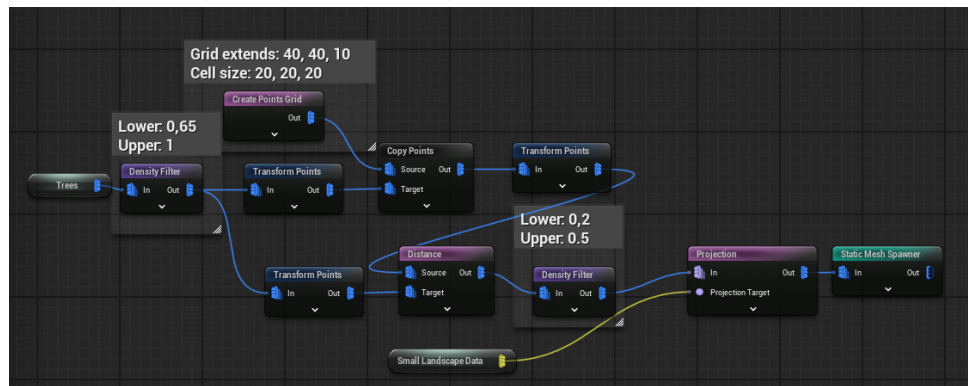 Grid extends: 40, 40, 10
Cell size: 20, 20, 20
Create Points Grid
Out
Lower: 0,65
Upper: 1
Trees
Density Filter
In Out
Transform Points
In Out
Copy Points
Source Out
Target
Transform Points
In Out
Lower: 0,2
Upper: 0.5
Transform Points
In Out
Distance
Source Out
Target
Density Filter
In Out
Projection
In Out
Projection Target
Static Mesh Spawner
In Out
Small Landscape Data